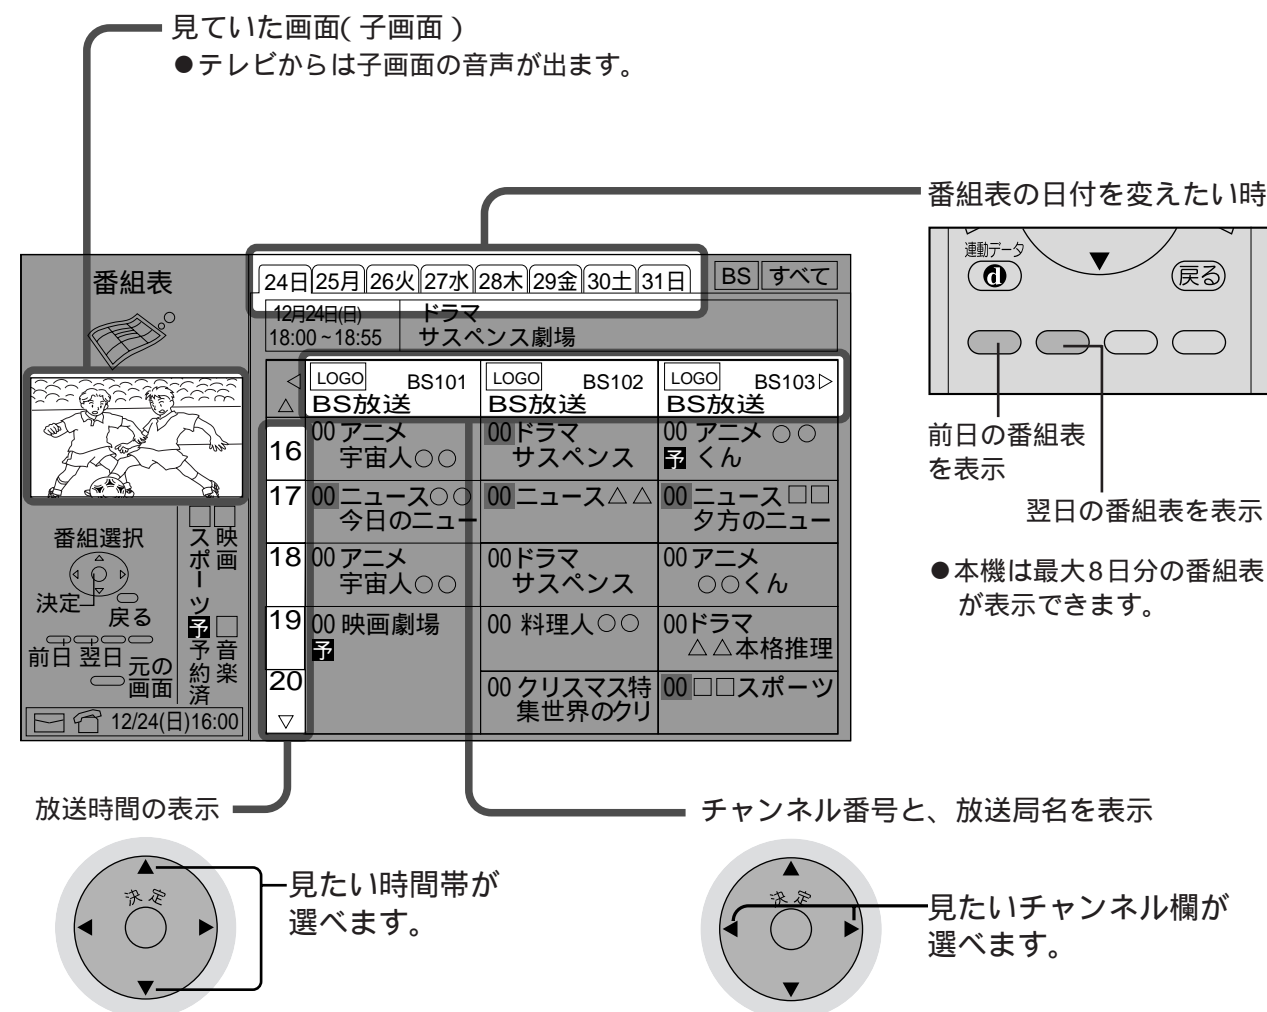 見ていた画面(子画面)
●テレビからは子画面の音声が出ます。
番組表の日付を変えたい時
連動データ
d
戻る
前日の番組表
を表示
翌日の番組表を表示
●本機は最大8日分の番組表
が表示できます。
番組表
24日 25月 26火 27水 28木 29金 30土 31日
BS すべて
12月24日(日) ドラマ
18:00~18:55 サスペンス劇場
◁ LOGO BS101 LOGO BS102 LOGO BS103▷
△ BS放送 BS放送 BS放送
16 00 アニメ 00 ドラマ 00 アニメ ○○
宇宙人○○ サスペンス 予 くん
17 00 ニュース○○ 00 ニュース△△ 00 ニュース□□
今日のニュー 夕方のニュー
18 00 アニメ 00 ドラマ 00 アニメ
宇宙人○○ サスペンス ○○くん
19 00 映画劇場 00 料理人○○ 00 ドラマ
予 △△本格推理
20 00 クリスマス特 00 □□スポーツ
▽ 集世界のクリ
番組選択
決定
戻る
前日 翌日 元の
画面
□映画
□スポーツ
□音楽
予予約済
12/24(日)16:00
放送時間の表示
チャンネル番号と、放送局名を表示
決定
見たい時間帯が
選べます。
決定
見たいチャンネル欄が
選べます。